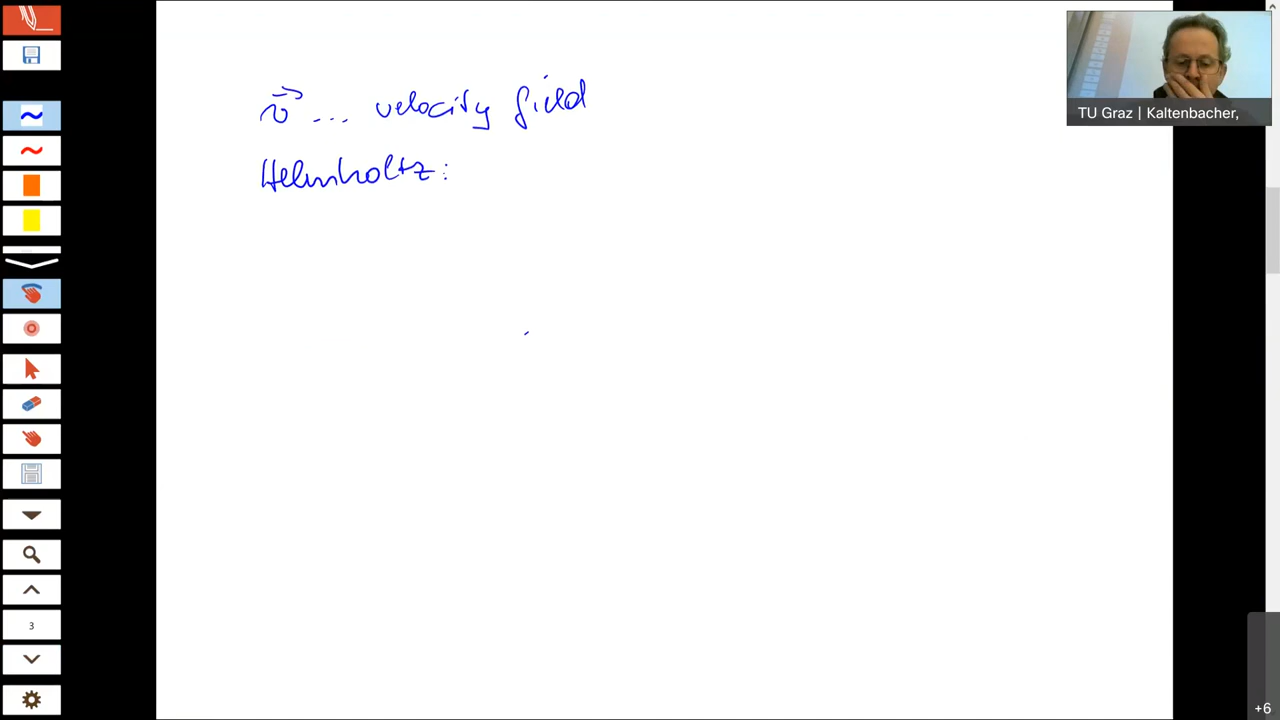 v⃗ ... velocity field
Helmholtz:
TU Graz | Kaltenbacher,
3
+6